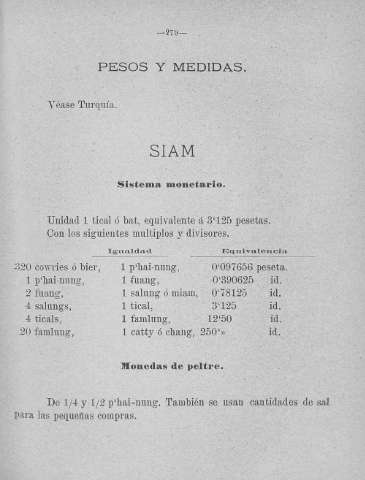 —279—
PESOS Y MEDIDAS.
Véase Turquía.
SIAM
Sistema monetario.
Unidad 1 tical ó bat, equivalente á 3'125 pesetas.
Con los siguientes multiplos y divisores.
Igualdad Equivalencia
320 cowries ó bier, 1 p'hai-nung, 0'097656 peseta.
1 p'hai-nung, 1 fuang, 0'390625 id.
2 fuang, 1 salung ó miam, 0'78125 id.
4 salungs, 1 tical, 3'125 id.
4 ticals, 1 famlung, 12'50 id.
20 famlung, 1 catty ó chang, 250'» id.
Monedas de peltre.
De 1/4 y 1/2 p'hai-nung. También se usan cantidades de sal
para las pequeñas compras.